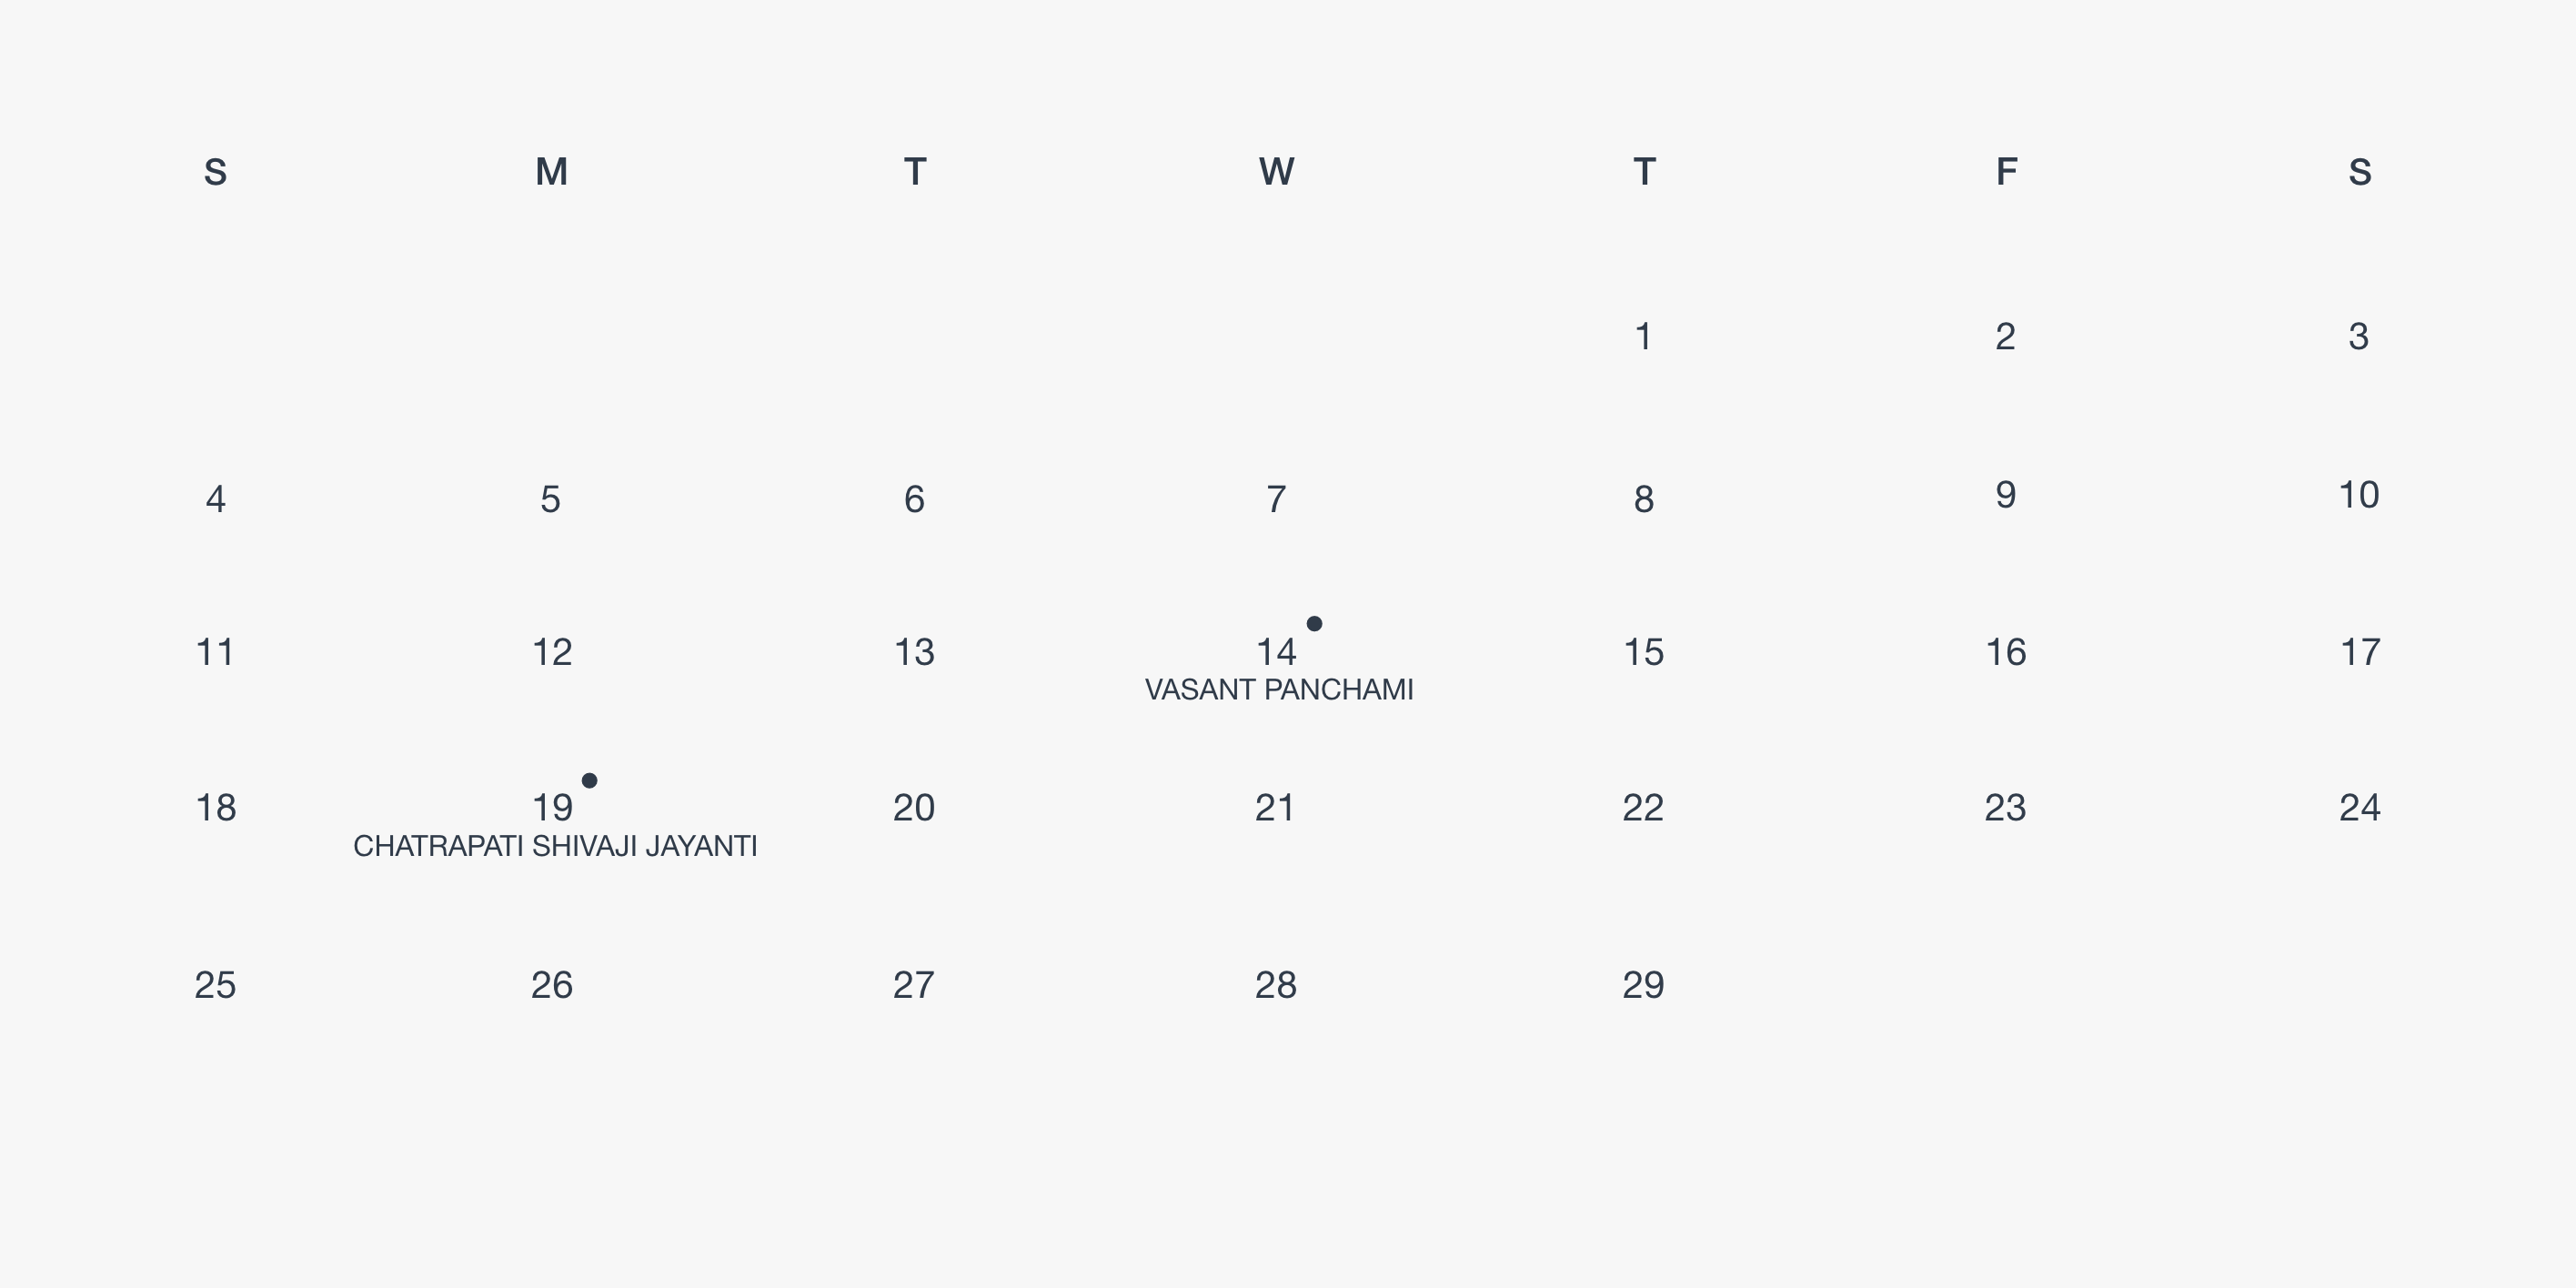 S M T W T F S
1 2 3
4 5 6 7 8 9 10
11 12 13 14 15 16 17
VASANT PANCHAMI
18 19 20 21 22 23 24
CHATRAPATI SHIVAJI JAYANTI
25 26 27 28 29